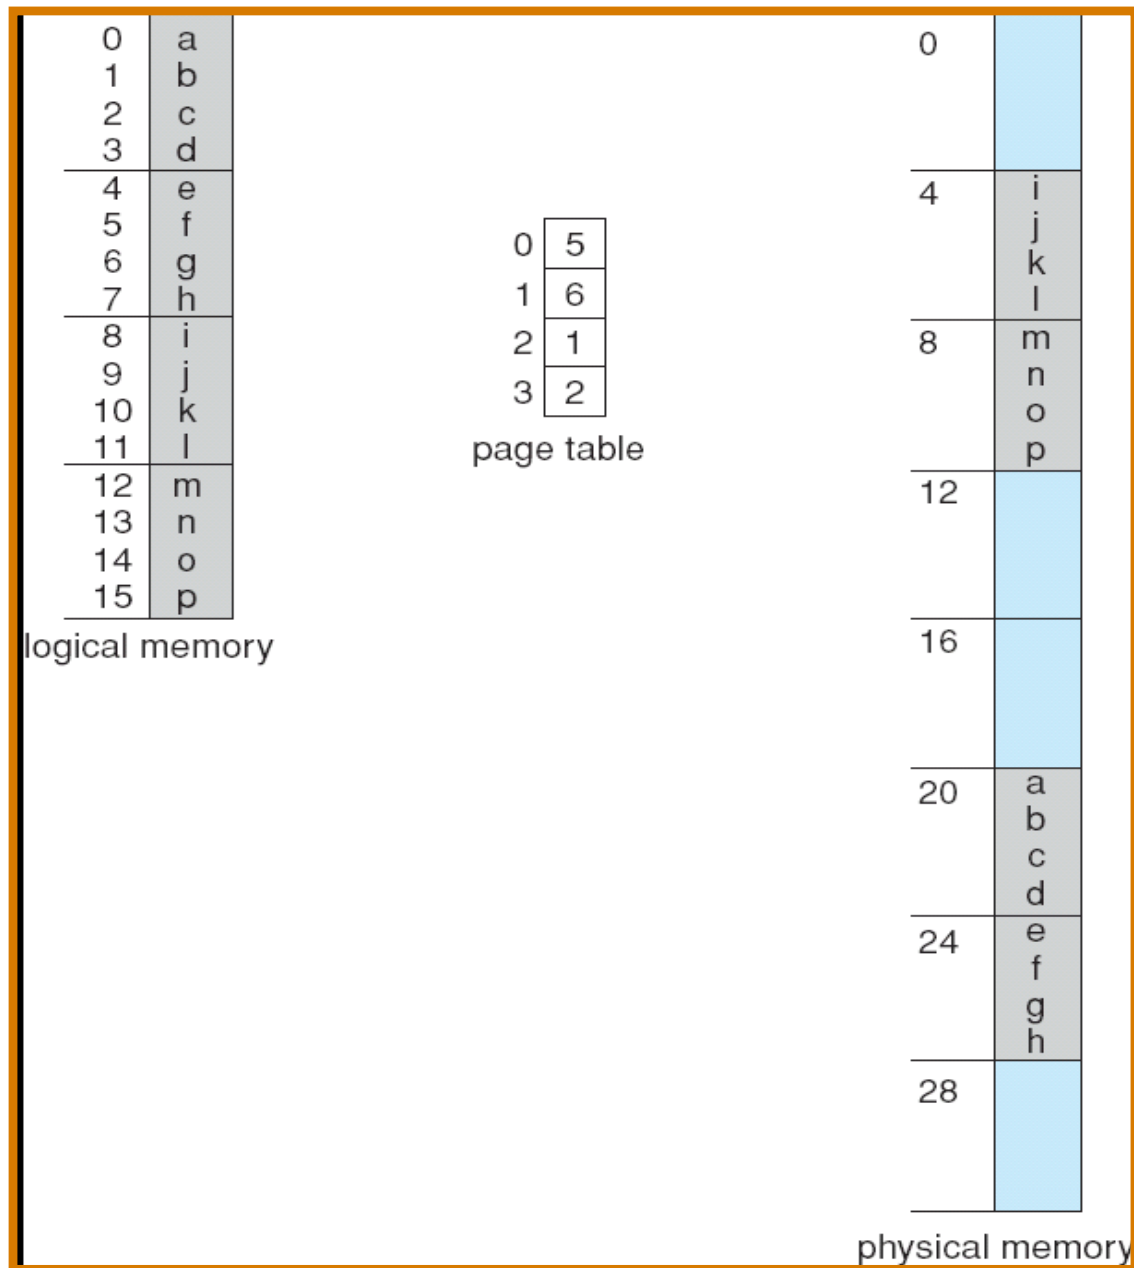 0 a
1 b
2 c
3 d
4 e
5 f
6 g
7 h
8 i
9 j
10 k
11 l
12 m
13 n
14 o
15 p
logical memory
0 5
1 6
2 1
3 2
page table
0
4 i
j
k
l
8 m
n
o
p
12
16
20 a
b
c
d
24 e
f
g
h
28
physical memory